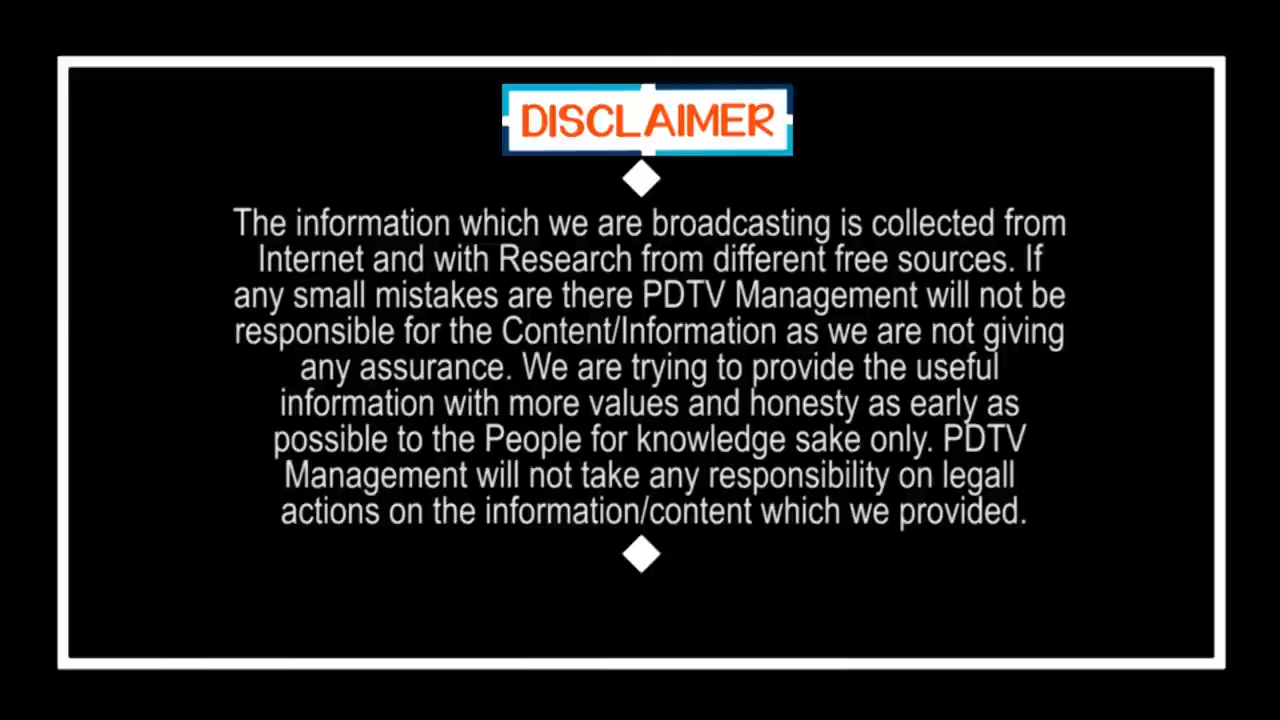 DISCLAIMER
The information which we are broadcasting is collected from
Internet and with Research from different free sources. If
any small mistakes are there PDTV Management will not be
responsible for the Content/Information as we are not giving
any assurance. We are trying to provide the useful
information with more values and honesty as early as
possible to the People for knowledge sake only. PDTV
Management will not take any responsibility on legall
actions on the information/content which we provided.